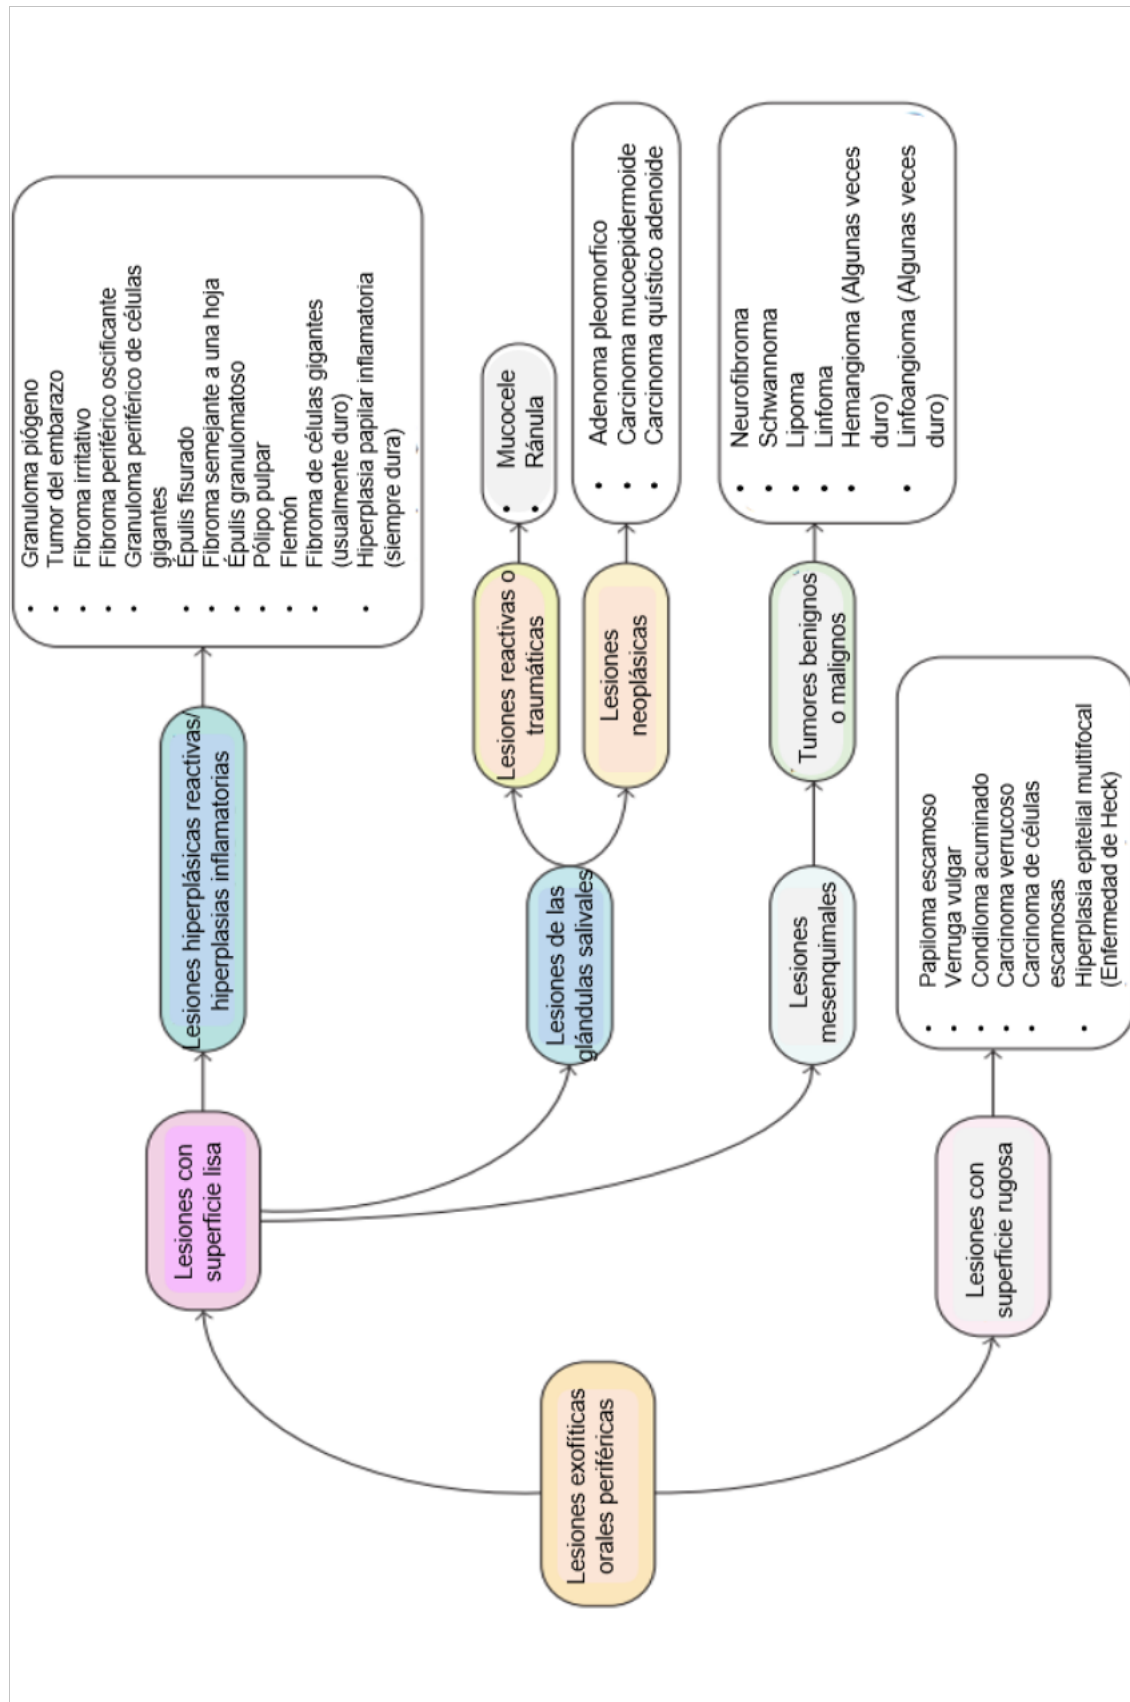 Lesiones exofíticas
orales periféricas
Lesiones con
superficie lisa
Lesiones hiperplásicas reactivas/
hiperplasias inflamatorias
• Granuloma piógeno
• Tumor del embarazo
• Fibroma irritativo
• Fibroma periférico oscificante
• Granuloma periférico de células
gigantes
• Épulis fisurado
• Fibroma semejante a una hoja
• Épulis granulomatoso
• Pólipo pulpar
• Flemón
• Fibroma de células gigantes
(usualmente duro)
• Hiperplasia papilar inflamatoria
(siempre dura)
Lesiones de las
glándulas salivales
Lesiones reactivas o
traumáticas
• Mucocele
• Ránula
Lesiones
neoplásicas
• Adenoma pleomorfico
• Carcinoma mucoepidermoide
• Carcinoma quístico adenoide
Lesiones
mesenquimales
Tumores benignos
o malignos
• Neurofibroma
• Schwannoma
• Lipoma
• Linfoma
• Hemangioma (Algunas veces
duro)
• Linfoangioma (Algunas veces
duro)
Lesiones con
superficie rugosa
• Papiloma escamoso
• Verruga vulgar
• Condiloma acuminado
• Carcinoma verrucoso
• Carcinoma de células
escamosas
• Hiperplasia epitelial multifocal
(Enfermedad de Heck)